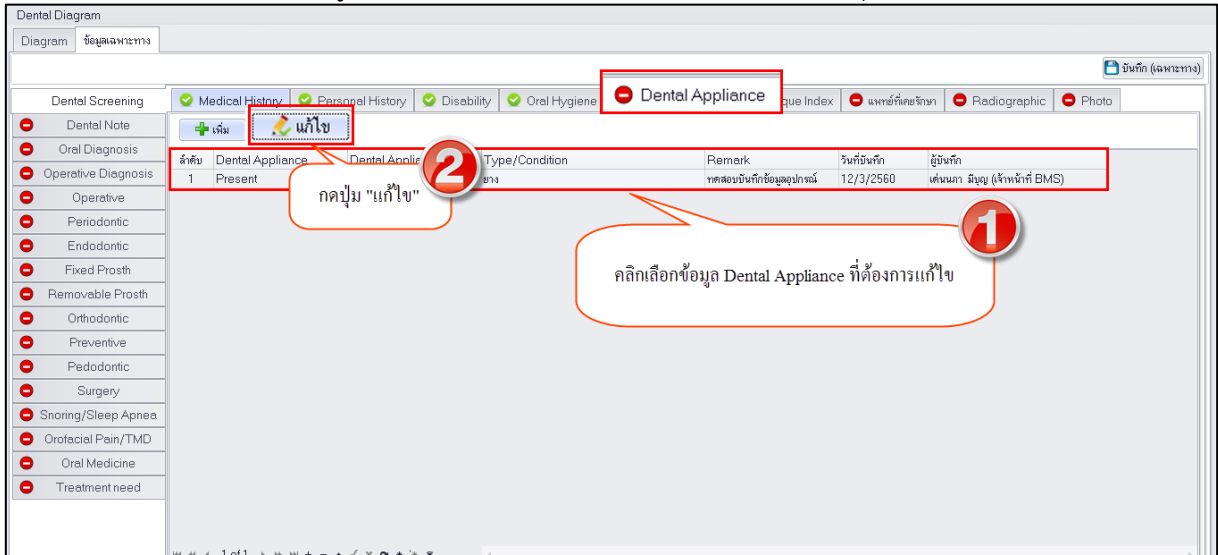 Dental Diagram
Diagram ข้อมูลเฉพาะทาง
บันทึก (เฉพาะทาง)
Dental Screening Medical History Personal History Disability Oral Hygiene Dental Appliance Index แพทย์ที่เคยรักษา Radiographic Photo
Dental Note เพิ่ม แก้ไข
Oral Diagnosis
ลำดับ Dental Appliance Dental Type/Condition Remark วันที่บันทึก ผู้บันทึก
1 Present ยาง ทดสอบบันทึกข้อมูลอุปกรณ์ 12/3/2560 เด่นนภา มีบุญ (เจ้าหน้าที่ BMS)
2
กดปุ่ม "แก้ไข"
1
คลิกเลือกข้อมูล Dental Appliance ที่ต้องการแก้ไข
Operative Diagnosis
Operative
Periodontic
Endodontic
Fixed Prosth
Removable Prosth
Orthodontic
Preventive
Pedodontic
Surgery
Snoring/Sleep Apnea
Orofacial Pain/TMD
Oral Medicine
Treatment need
1 of 1